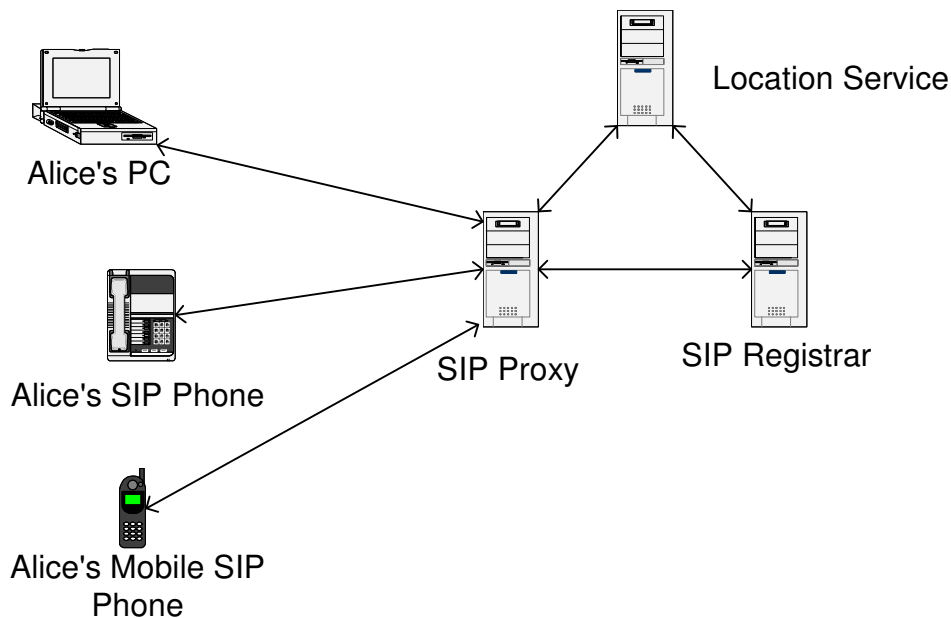 Location Service
Alice's PC
SIP Proxy
SIP Registrar
Alice's SIP Phone
Alice's Mobile SIP
Phone